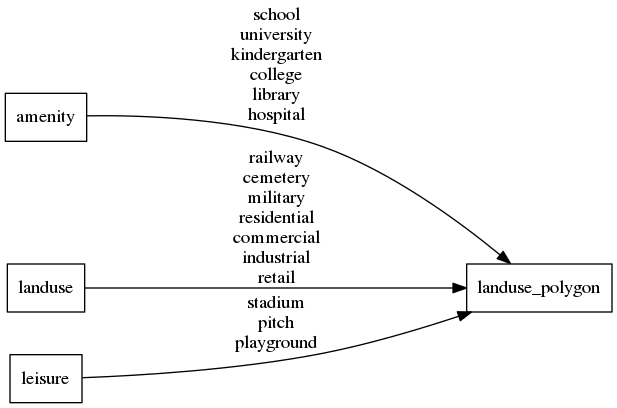 school
university
kindergarten
college
library
hospital
amenity
railway
cemetery
military
residential
commercial
industrial
retail
landuse
landuse_polygon
stadium
pitch
playground
leisure